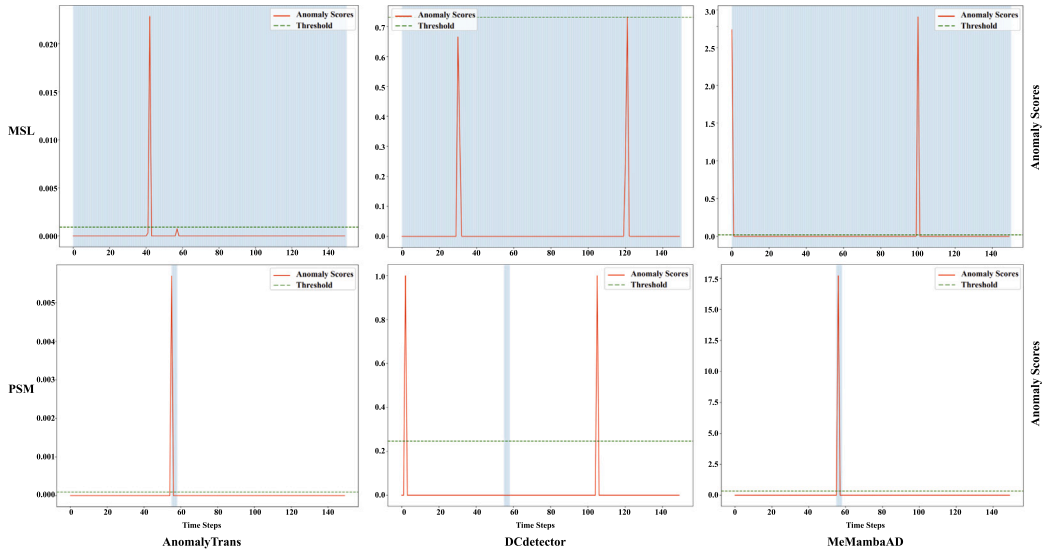 Anomaly Scores
Threshold
0.020
0.015
0.010
0.005
0.000
0 20 40 60 80 100 120 140
MSL
Anomaly Scores
Threshold
0.7
0.6
0.5
0.4
0.3
0.2
0.1
0.0
0 20 40 60 80 100 120 140
Anomaly Scores
Threshold
3.0
2.5
2.0
1.5
1.0
0.5
0.0
0 20 40 60 80 100 120 140
Anomaly Scores
Anomaly Scores
Threshold
0.005
0.004
0.003
0.002
0.001
0.000
0 20 40 60 80 100 120 140
PSM
Time Steps
AnomalyTrans
Anomaly Scores
Threshold
1.0
0.8
0.6
0.4
0.2
0.0
0 20 40 60 80 100 120 140
Time Steps
DCdetector
Anomaly Scores
Threshold
17.5
15.0
12.5
10.0
7.5
5.0
2.5
0.0
0 20 40 60 80 100 120 140
Anomaly Scores
Time Steps
MeMambaAD